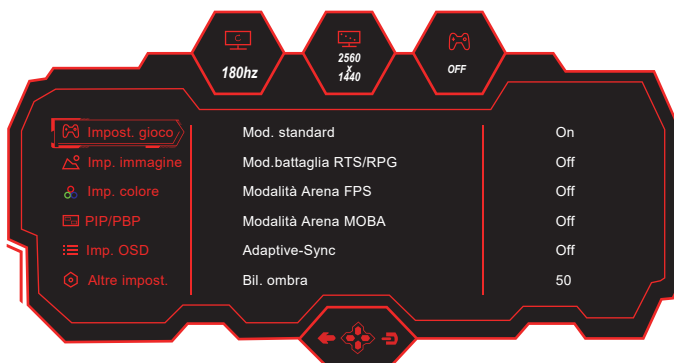 180hz
2560
x
1440
OFF
Impost. gioco Mod. standard On
Imp. immagine Mod.battaglia RTS/RPG Off
Imp. colore Modalità Arena FPS Off
PIP/PBP Modalità Arena MOBA Off
Imp. OSD Adaptive-Sync Off
Altre impost. Bil. ombra 50